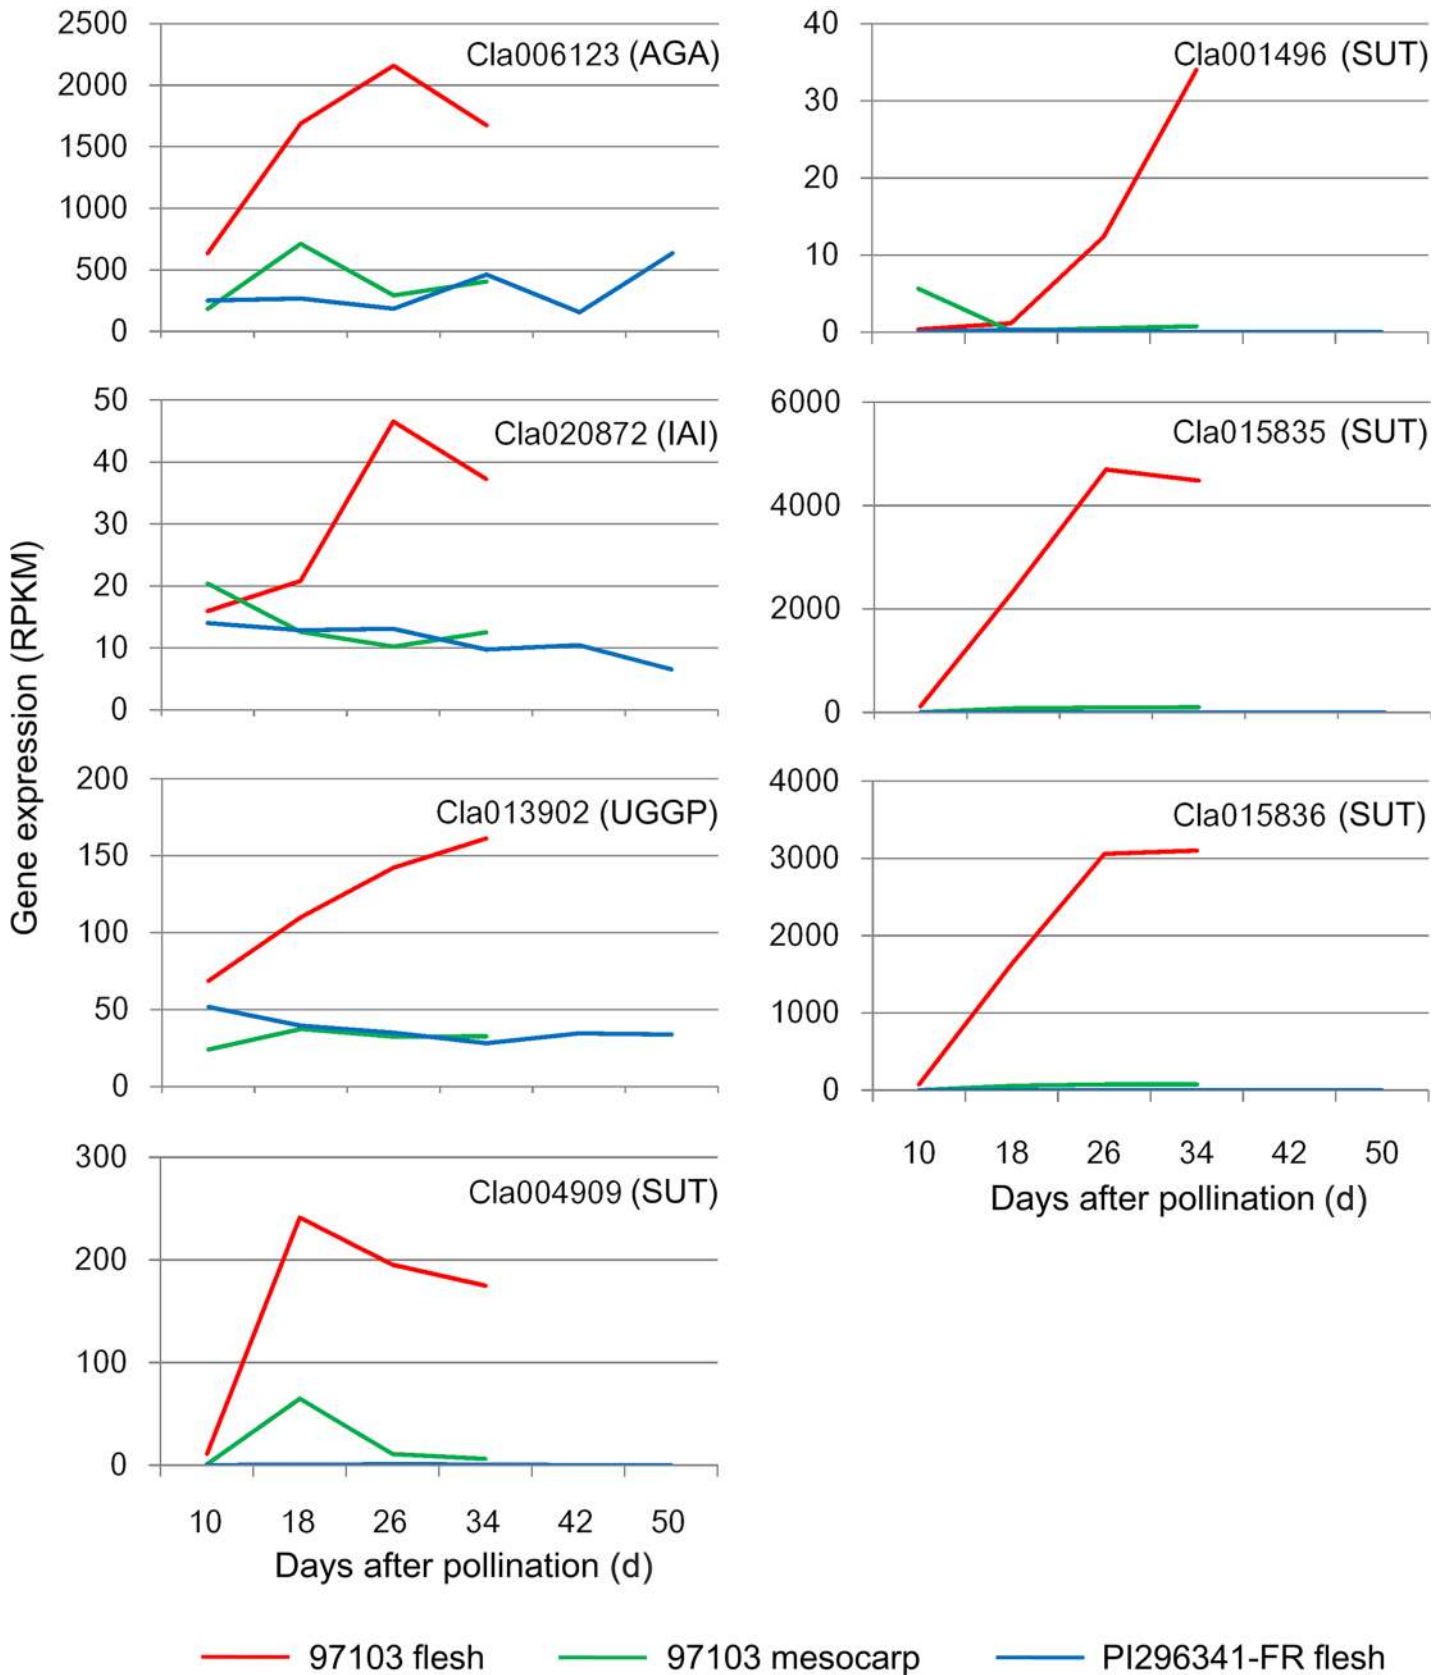 Gene expression (RPKM)
Cla006123 (AGA)
2500
2000
1500
1000
500
0
Cla020872 (IAI)
50
40
30
20
10
0
Cla013902 (UGGP)
200
150
100
50
0
Cla004909 (SUT)
300
200
100
0
10 18 26 34 42 50
Days after pollination (d)
Cla001496 (SUT)
40
30
20
10
0
Cla015835 (SUT)
6000
4000
2000
0
Cla015836 (SUT)
4000
3000
2000
1000
0
10 18 26 34 42 50
Days after pollination (d)
97103 flesh 97103 mesocarp PI296341-FR flesh